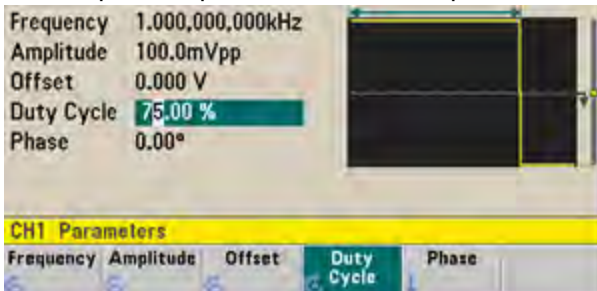 Frequency 1.000,000,000kHz
Amplitude 100.0mVpp
Offset 0.000 V
Duty Cycle 75.00 %
Phase 0.00°
CH1 Parameters
Frequency Amplitude Offset Duty Cycle Phase